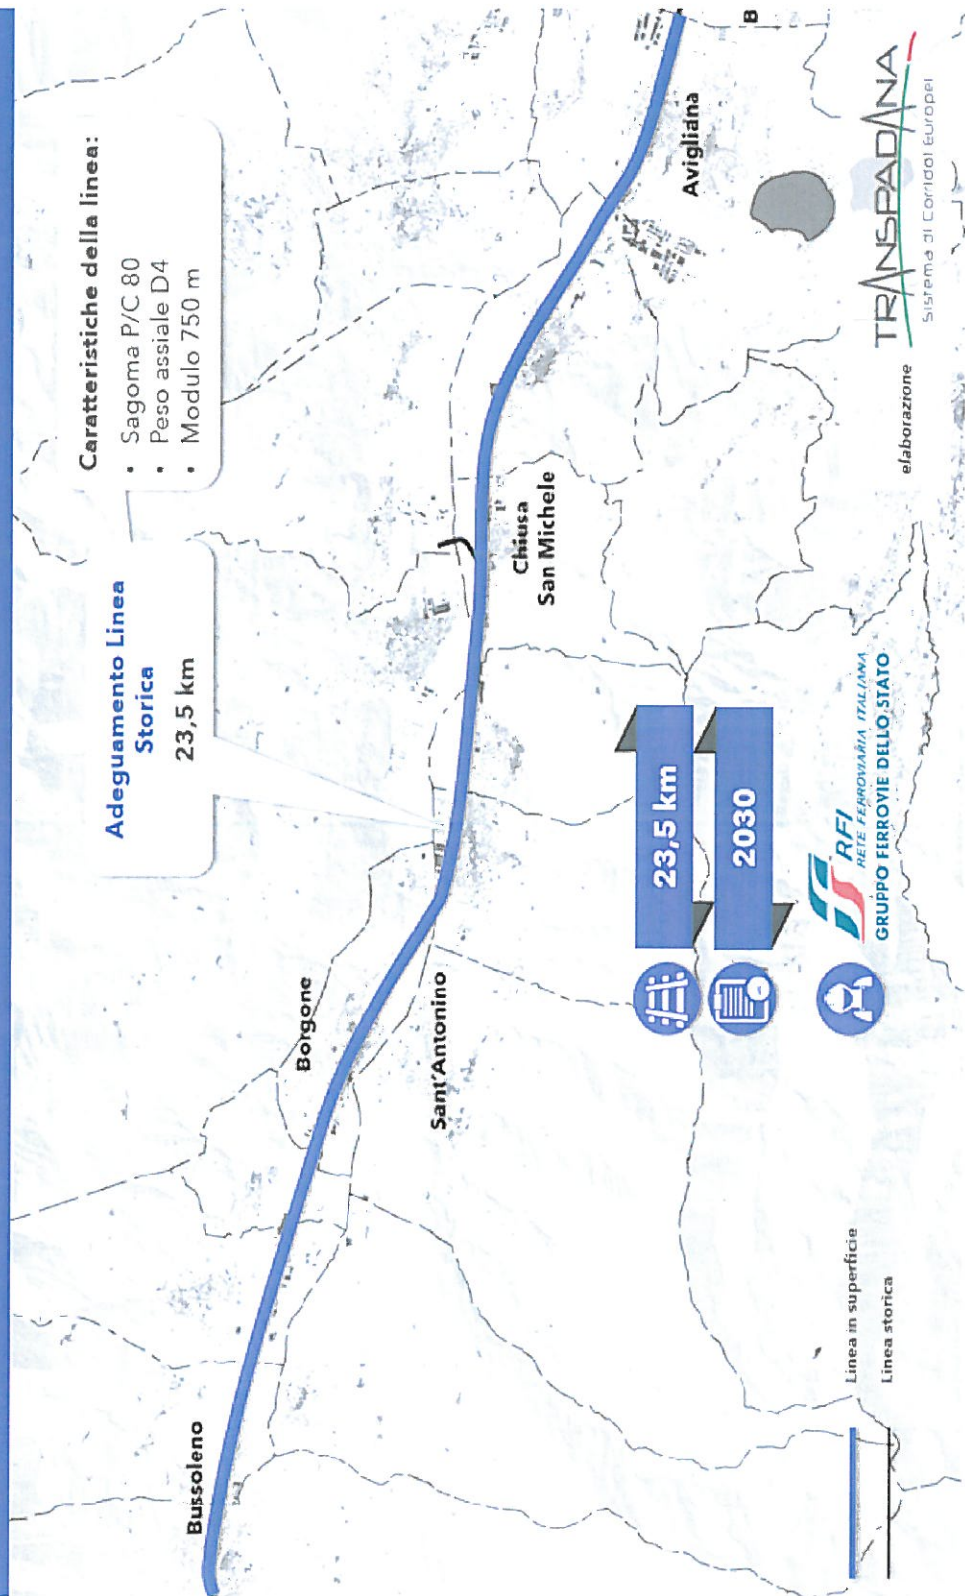 Caratteristiche della linea:
• Sagoma P/C 80
• Peso assiale D4
• Modulo 750 m
Adeguamento Linea
Storica
23,5 km
Bussoleno
Borgone
Sant'Antonino
Chiusa
San Michele
Avigliana
B
23,5 km
2030
RFI
RETE FERROVIARIA ITALIANA
GRUPPO FERROVIE DELLO STATO
Linea in superficie
Linea storica
elaborazione
TRANSPADANA
Sistema di Corridoi Europei